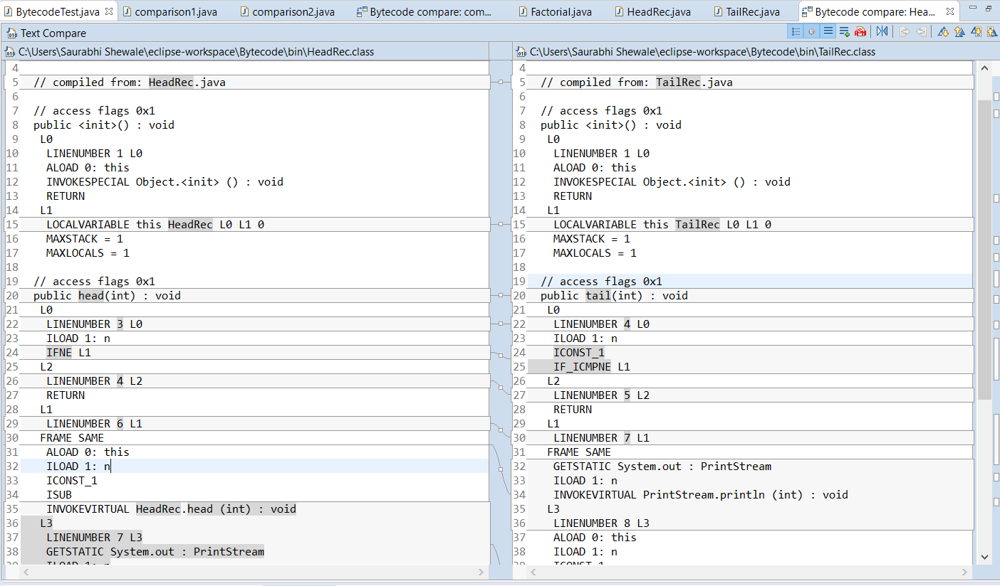 BytecodeTest.java comparison1.java comparison2.java Bytecode compare: com... Factorial.java HeadRec.java TailRec.java Bytecode compare: Hea...
Text Compare
C:\Users\Saurabhi Shewale\eclipse-workspace\Bytecode\bin\HeadRec.class
4
5 // compiled from: HeadRec.java
6
7 // access flags 0x1
8 public <init>() : void
9 L0
10 LINENUMBER 1 L0
11 ALOAD 0: this
12 INVOKESPECIAL Object.<init> () : void
13 RETURN
14 L1
15 LOCALVARIABLE this HeadRec L0 L1 0
16 MAXSTACK = 1
17 MAXLOCALS = 1
18
19 // access flags 0x1
20 public head(int) : void
21 L0
22 LINENUMBER 3 L0
23 ILOAD 1: n
24 IFNE L1
25 L2
26 LINENUMBER 4 L2
27 RETURN
28 L1
29 LINENUMBER 6 L1
30 FRAME SAME
31 ALOAD 0: this
32 ILOAD 1: n
33 ICONST_1
34 ISUB
35 INVOKEVIRTUAL HeadRec.head (int) : void
36 L3
37 LINENUMBER 7 L3
38 GETSTATIC System.out : PrintStream
39 ILOAD 1: n
C:\Users\Saurabhi Shewale\eclipse-workspace\Bytecode\bin\TailRec.class
4
5 // compiled from: TailRec.java
6
7 // access flags 0x1
8 public <init>() : void
9 L0
10 LINENUMBER 1 L0
11 ALOAD 0: this
12 INVOKESPECIAL Object.<init> () : void
13 RETURN
14 L1
15 LOCALVARIABLE this TailRec L0 L1 0
16 MAXSTACK = 1
17 MAXLOCALS = 1
18
19 // access flags 0x1
20 public tail(int) : void
21 L0
22 LINENUMBER 4 L0
23 ILOAD 1: n
24 ICONST_1
25 IF_ICMPNE L1
26 L2
27 LINENUMBER 5 L2
28 RETURN
29 L1
30 LINENUMBER 7 L1
31 FRAME SAME
32 GETSTATIC System.out : PrintStream
33 ILOAD 1: n
34 INVOKEVIRTUAL PrintStream.println (int) : void
35 L3
36 LINENUMBER 8 L3
37 ALOAD 0: this
38 ILOAD 1: n
39 ICONST_1